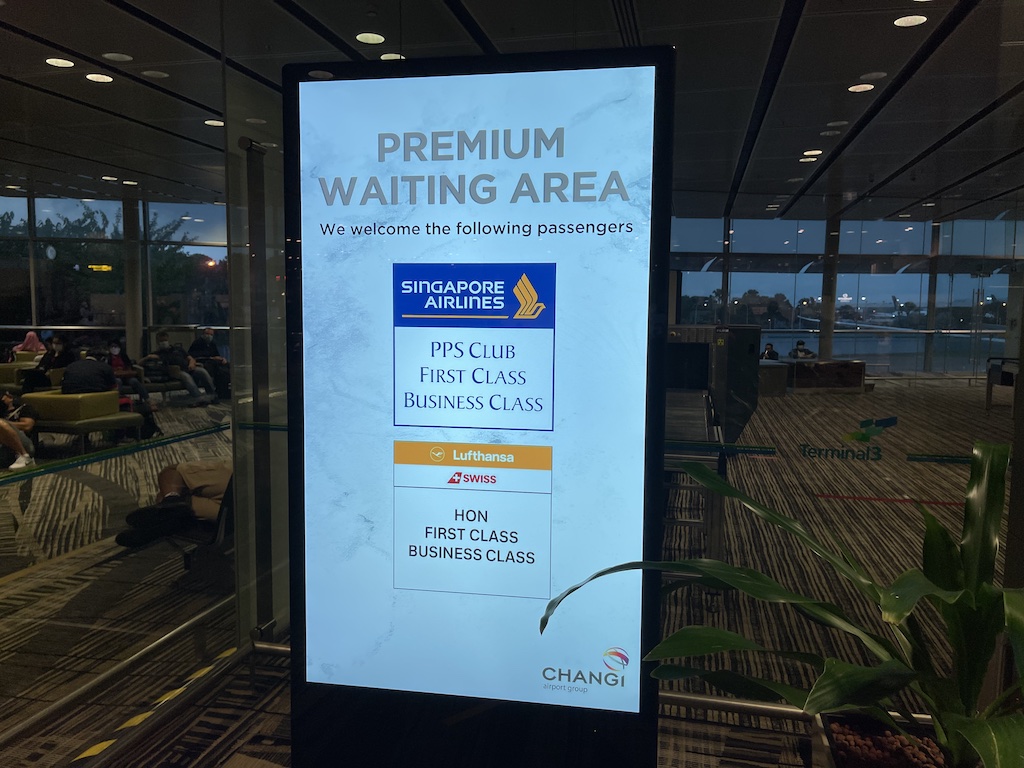 PREMIUM
WAITING AREA
We welcome the following passengers
SINGAPORE
AIRLINES
PPS CLUB
FIRST CLASS
BUSINESS CLASS
Lufthansa
SWISS
HON
FIRST CLASS
BUSINESS CLASS
CHANGI
airport group
Terminal3